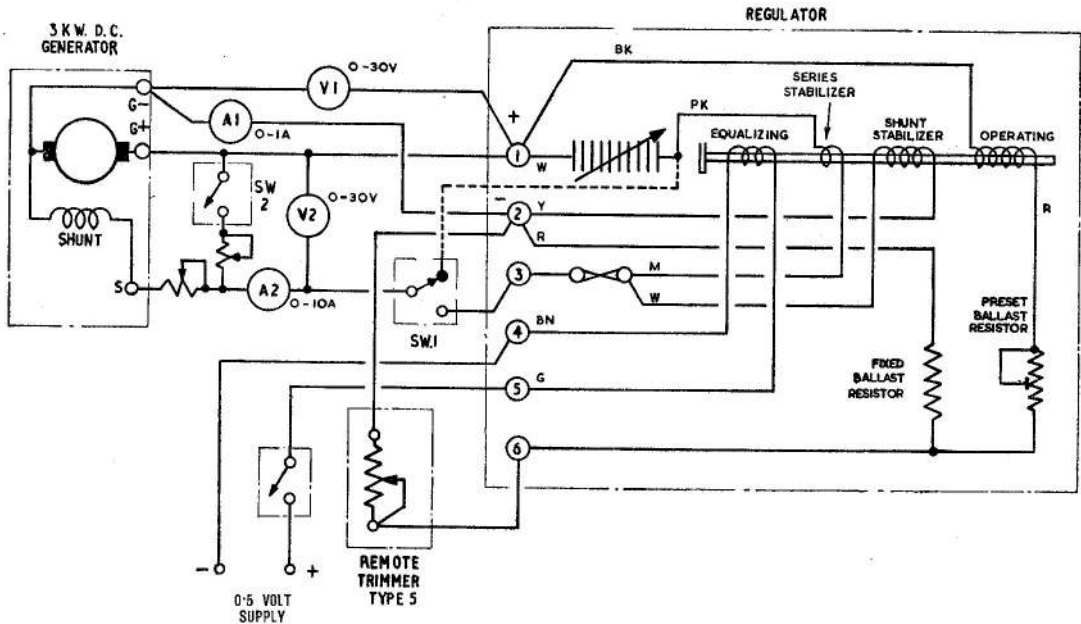 REGULATOR
3 K W. D. C.
GENERATOR
G-
G+
V1
0-30V
A1
0-1A
+
1
W
BK
PK
EQUALIZING
SERIES
STABILIZER
SHUNT
STABILIZER
OPERATING
SW
2
V2
0-30V
-
2
Y
R
R
SHUNT
S
A2
0-10A
SW.1
3
M
W
4
BN
5
G
6
FIXED
BALLAST
RESISTOR
PRESET
BALLAST
RESISTOR
-
+
0·5 VOLT
SUPPLY
REMOTE
TRIMMER
TYPE 5